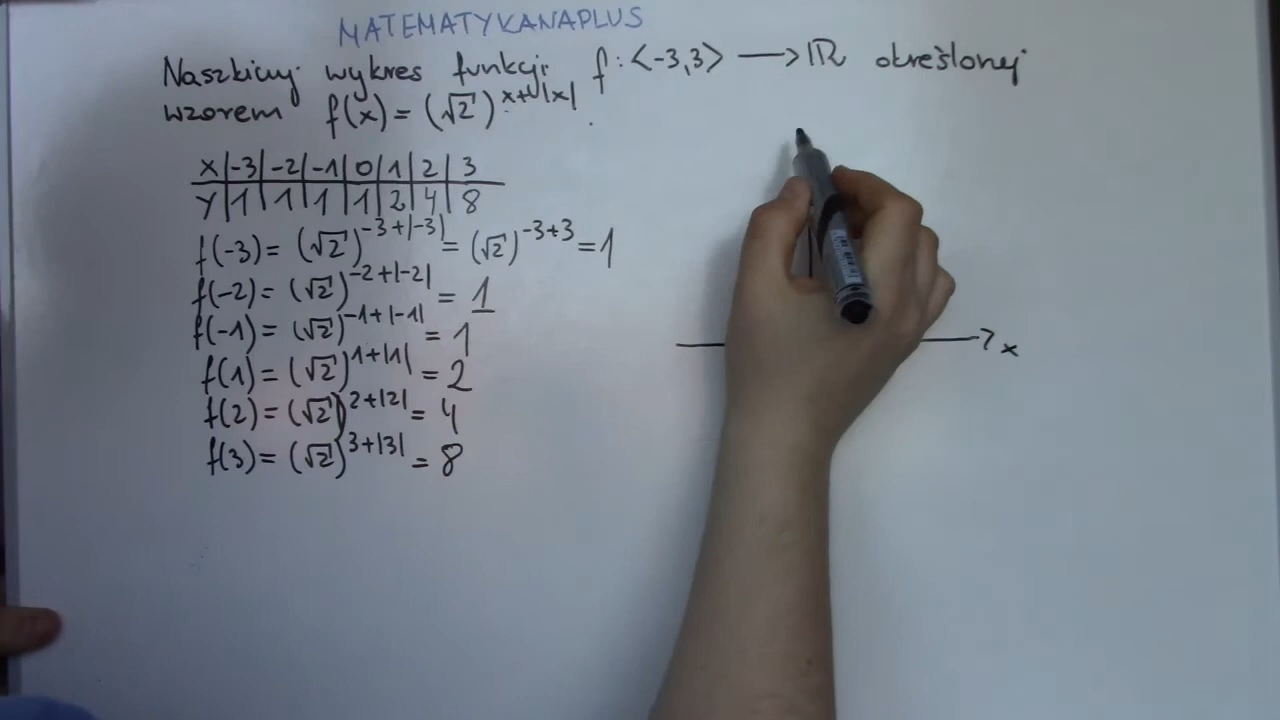 MATEMATYKANAPLUS
Naszkicuj wykres funkcji f: <-3,3> → ℝ określonej
wzorem f(x) = (√2)^{x+|x|}.
x | -3 | -2 | -1 | 0 | 1 | 2 | 3
y | 1 | 1 | 1 | 1 | 2 | 4 | 8
f(-3) = (√2)^{-3+|-3|} = (√2)^{-3+3} = 1
f(-2) = (√2)^{-2+|-2|} = 1
f(-1) = (√2)^{-1+|-1|} = 1
f(1) = (√2)^{1+|1|} = 2
f(2) = (√2)^{2+|2|} = 4
f(3) = (√2)^{3+|3|} = 8
x